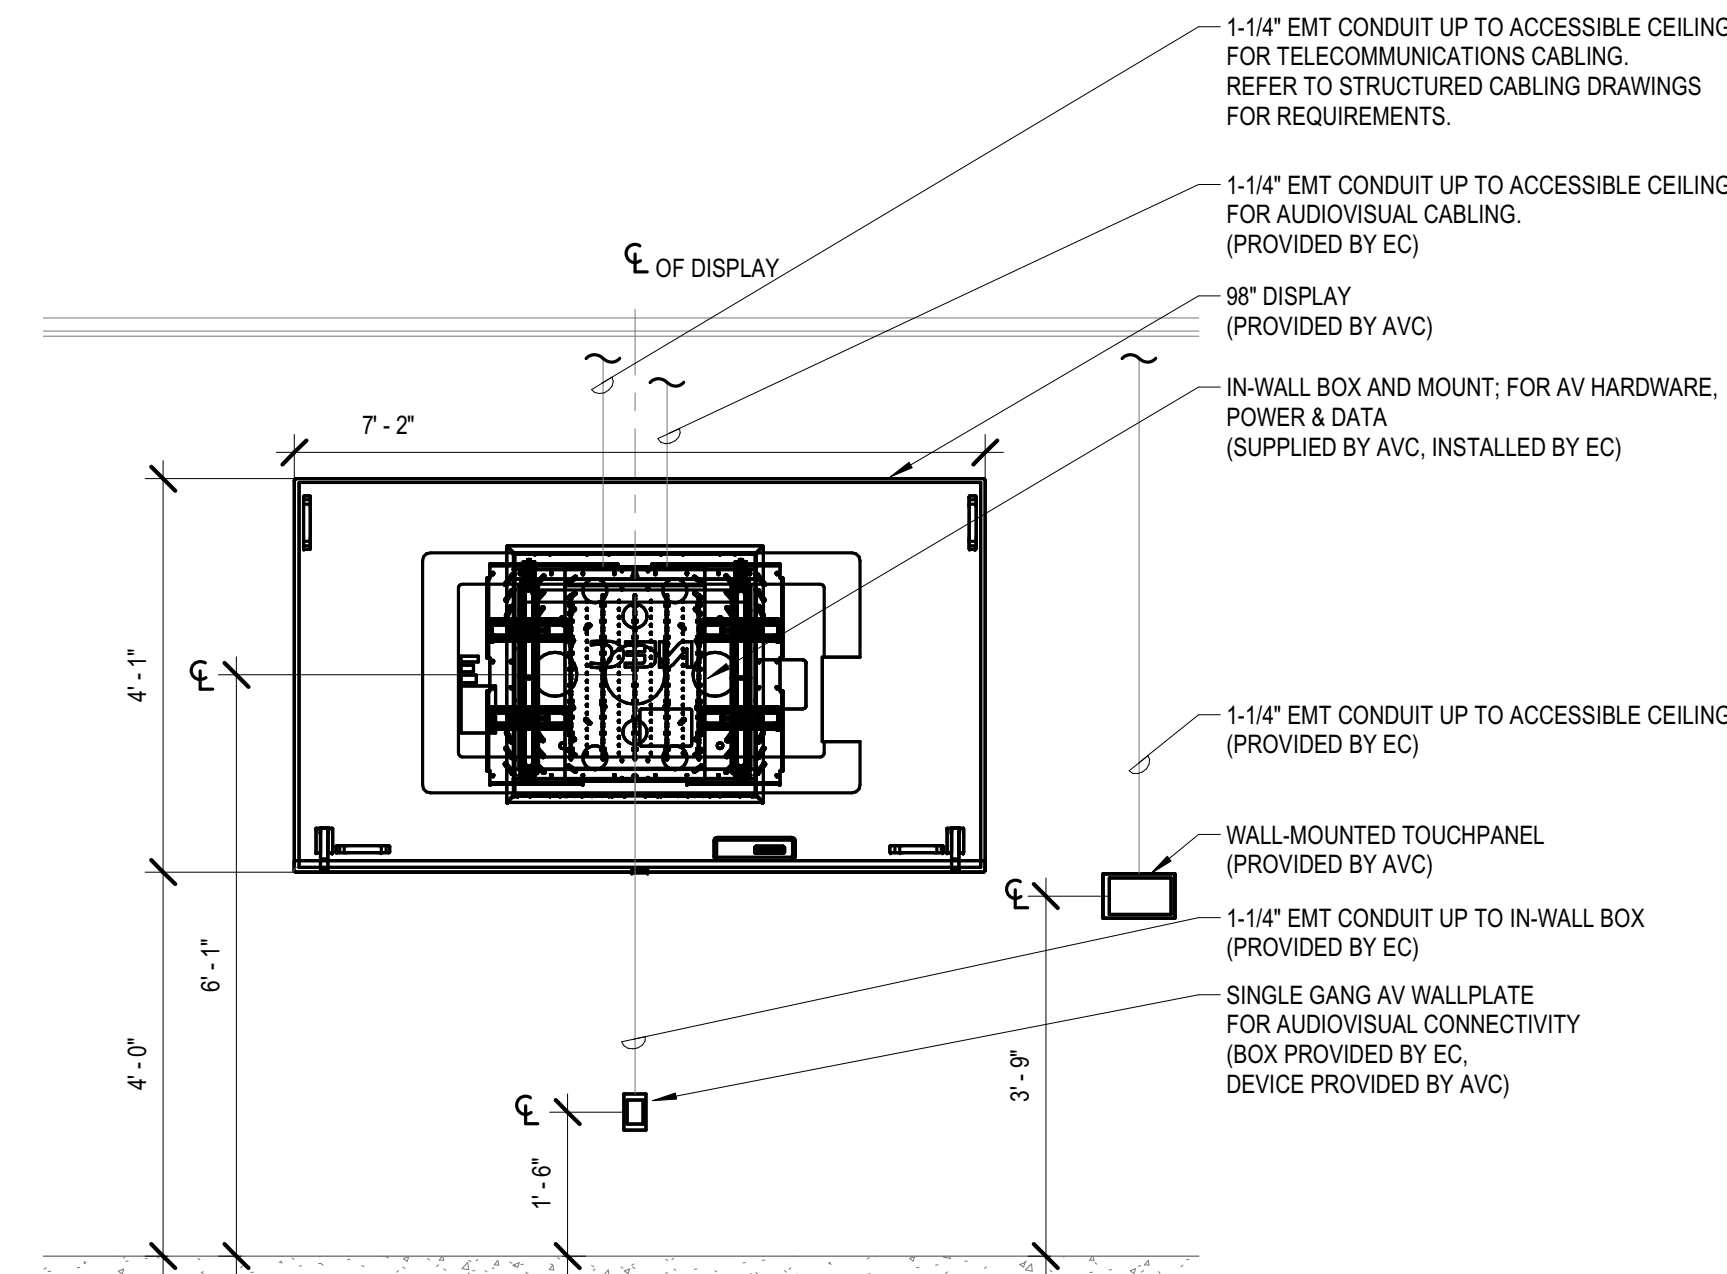 1-1/4" EMT CONDUIT UP TO ACCESSIBLE CEILING
FOR TELECOMMUNICATIONS CABLING.
REFER TO STRUCTURED CABLING DRAWINGS
FOR REQUIREMENTS.
1-1/4" EMT CONDUIT UP TO ACCESSIBLE CEILING
FOR AUDIOVISUAL CABLING.
(PROVIDED BY EC)
℄ OF DISPLAY
98" DISPLAY
(PROVIDED BY AVC)
IN-WALL BOX AND MOUNT; FOR AV HARDWARE,
POWER & DATA
(SUPPLIED BY AVC, INSTALLED BY EC)
7' - 2"
4' - 1"
℄
1-1/4" EMT CONDUIT UP TO ACCESSIBLE CEILING
(PROVIDED BY EC)
WALL-MOUNTED TOUCHPANEL
(PROVIDED BY AVC)
℄
1-1/4" EMT CONDUIT UP TO IN-WALL BOX
(PROVIDED BY EC)
6' - 1"
SINGLE GANG AV WALLPLATE
FOR AUDIOVISUAL CONNECTIVITY
(BOX PROVIDED BY EC,
DEVICE PROVIDED BY AVC)
4' - 0"
3' - 9"
℄
1' - 6"